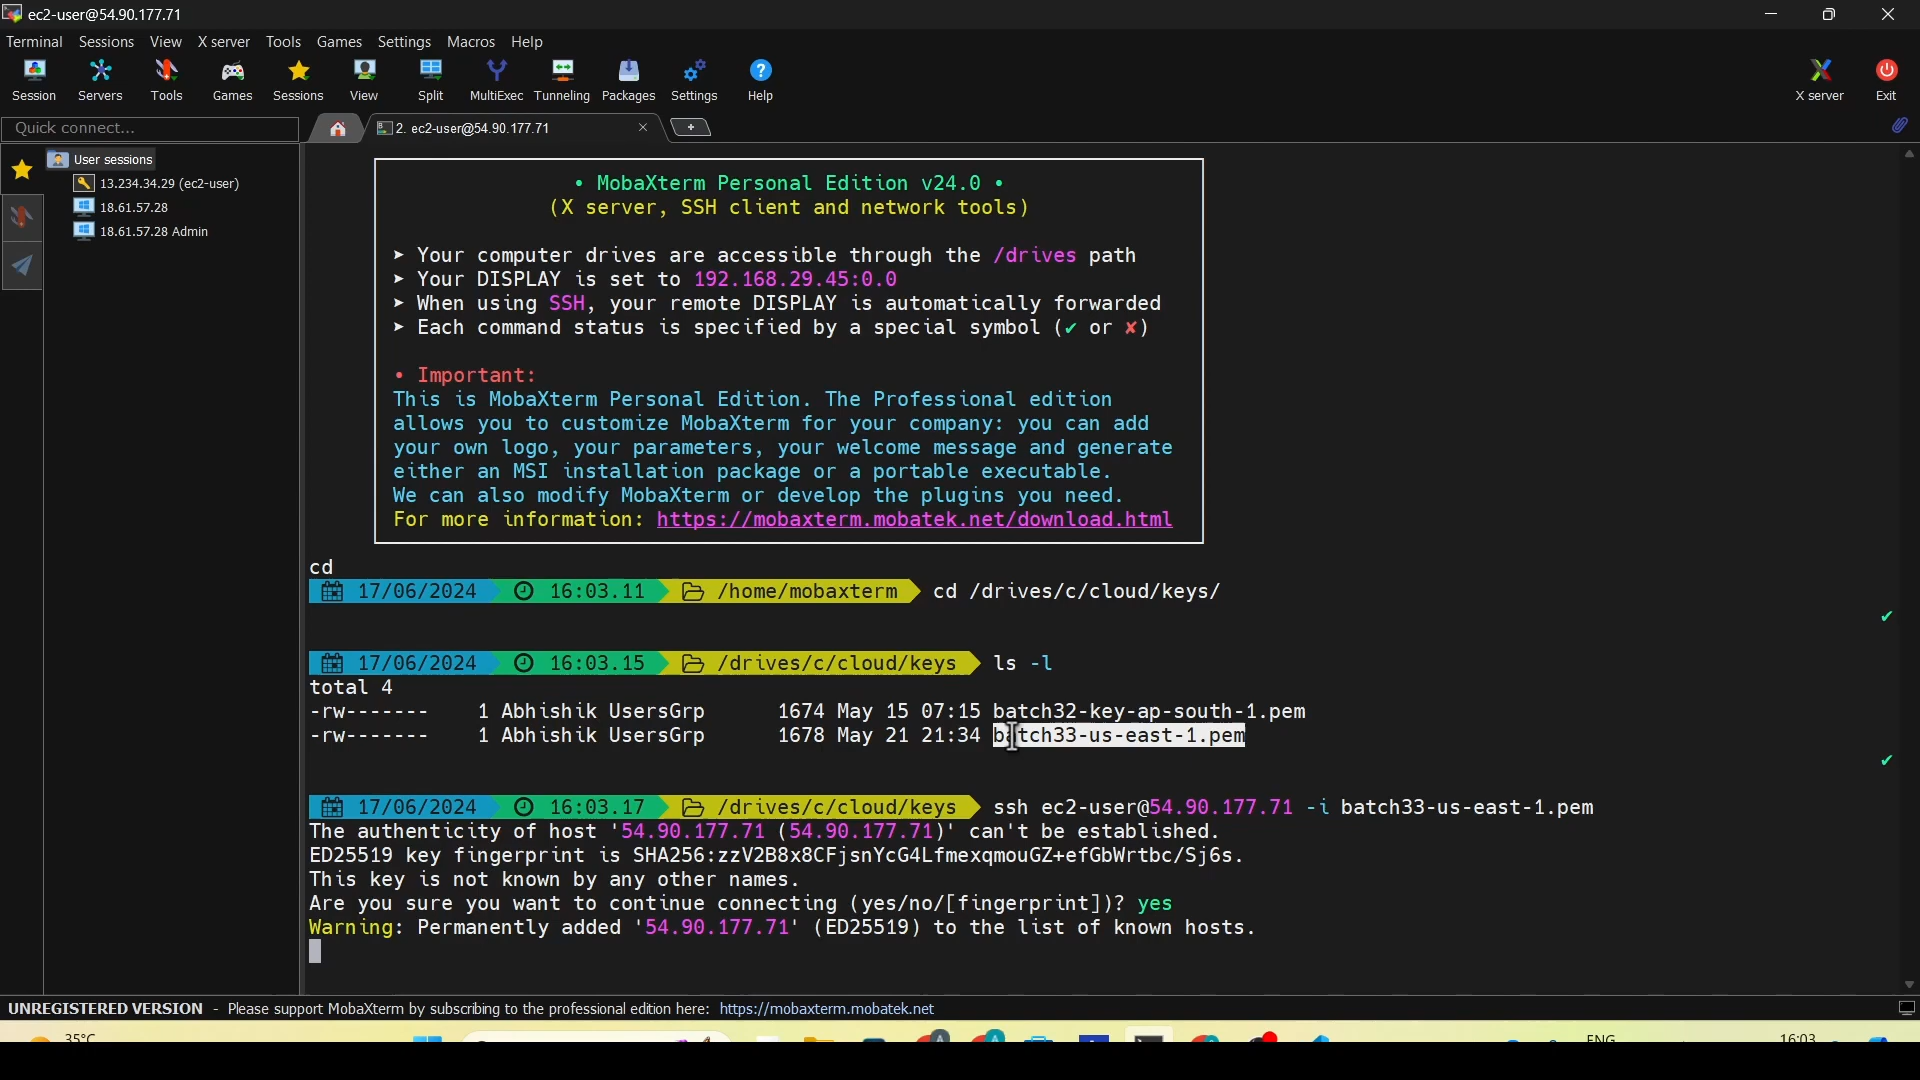 ec2-user@54.90.177.71
Terminal Sessions View X server Tools Games Settings Macros Help
Session Servers Tools Games Sessions View Split MultiExec Tunneling Packages Settings Help X server Exit
Quick connect...
2. ec2-user@54.90.177.71
User sessions
13.234.34.29 (ec2-user)
18.61.57.28
18.61.57.28 Admin
• MobaXterm Personal Edition v24.0 •
(X server, SSH client and network tools)
➤ Your computer drives are accessible through the /drives path
➤ Your DISPLAY is set to 192.168.29.45:0.0
➤ When using SSH, your remote DISPLAY is automatically forwarded
➤ Each command status is specified by a special symbol (✔ or ✘)
• Important:
This is MobaXterm Personal Edition. The Professional edition
allows you to customize MobaXterm for your company: you can add
your own logo, your parameters, your welcome message and generate
either an MSI installation package or a portable executable.
We can also modify MobaXterm or develop the plugins you need.
For more information: https://mobaxterm.mobatek.net/download.html
cd
17/06/2024 16:03.11 /home/mobaxterm cd /drives/c/cloud/keys/
✔
17/06/2024 16:03.15 /drives/c/cloud/keys ls -l
total 4
-rw------- 1 Abhishik UsersGrp 1674 May 15 07:15 batch32-key-ap-south-1.pem
-rw------- 1 Abhishik UsersGrp 1678 May 21 21:34 batch33-us-east-1.pem
✔
17/06/2024 16:03.17 /drives/c/cloud/keys ssh ec2-user@54.90.177.71 -i batch33-us-east-1.pem
The authenticity of host '54.90.177.71 (54.90.177.71)' can't be established.
ED25519 key fingerprint is SHA256:zzV2B8x8CFjsnYcG4LfmexqmouGZ+efGbWrtbc/Sj6s.
This key is not known by any other names.
Are you sure you want to continue connecting (yes/no/[fingerprint])? yes
Warning: Permanently added '54.90.177.71' (ED25519) to the list of known hosts.
UNREGISTERED VERSION - Please support MobaXterm by subscribing to the professional edition here: https://mobaxterm.mobatek.net
35°C ENG 16:03